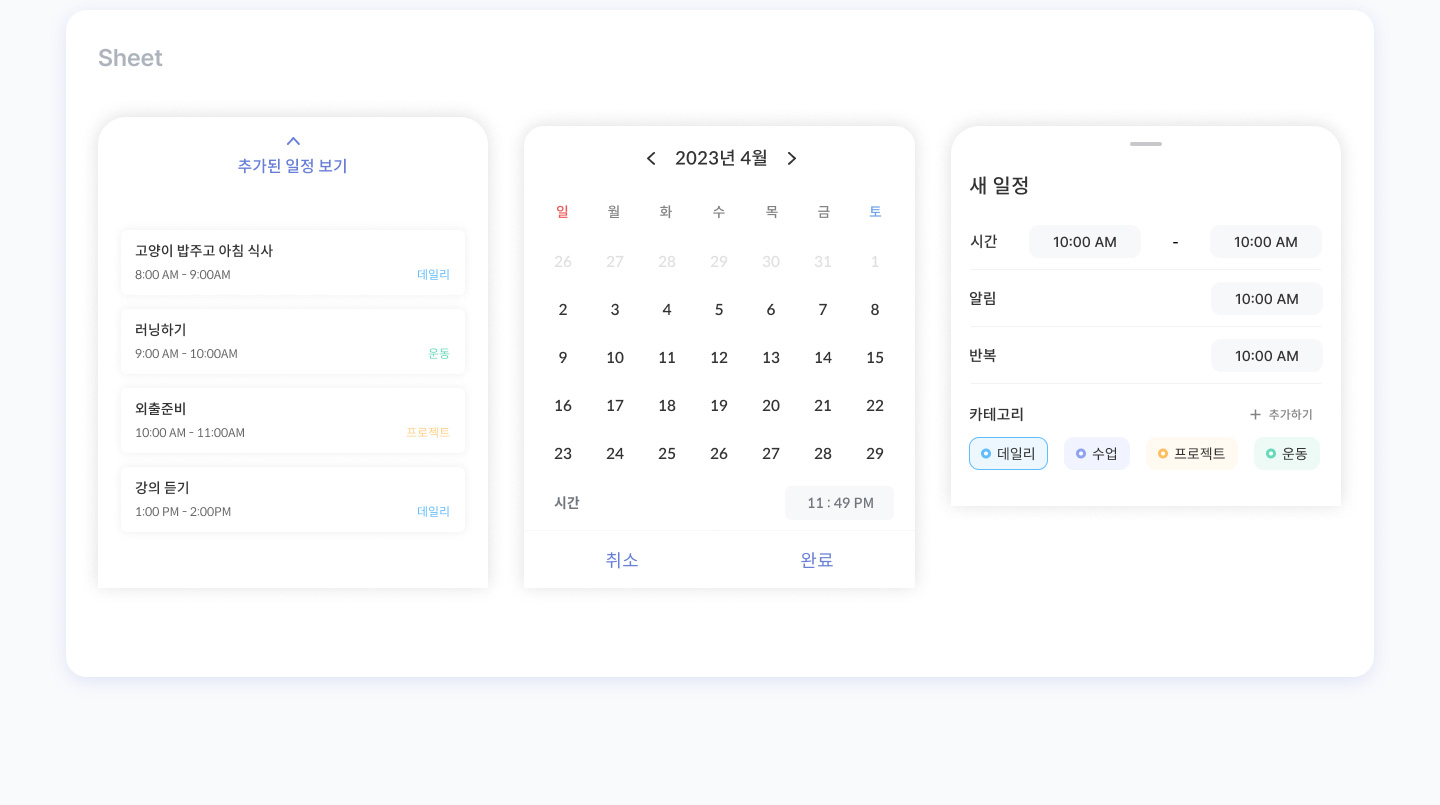 Sheet
추가된 일정 보기
고양이 밥주고 아침 식사
8:00 AM - 9:00AM
데일리
러닝하기
9:00 AM - 10:00AM
운동
외출준비
10:00 AM - 11:00AM
프로젝트
강의 듣기
1:00 PM - 2:00PM
데일리
2023년 4월
일 월 화 수 목 금 토
26 27 28 29 30 31 1
2 3 4 5 6 7 8
9 10 11 12 13 14 15
16 17 18 19 20 21 22
23 24 25 26 27 28 29
시간 11 : 49 PM
취소 완료
새 일정
시간 10:00 AM - 10:00 AM
알림 10:00 AM
반복 10:00 AM
카테고리 + 추가하기
데일리 수업 프로젝트 운동